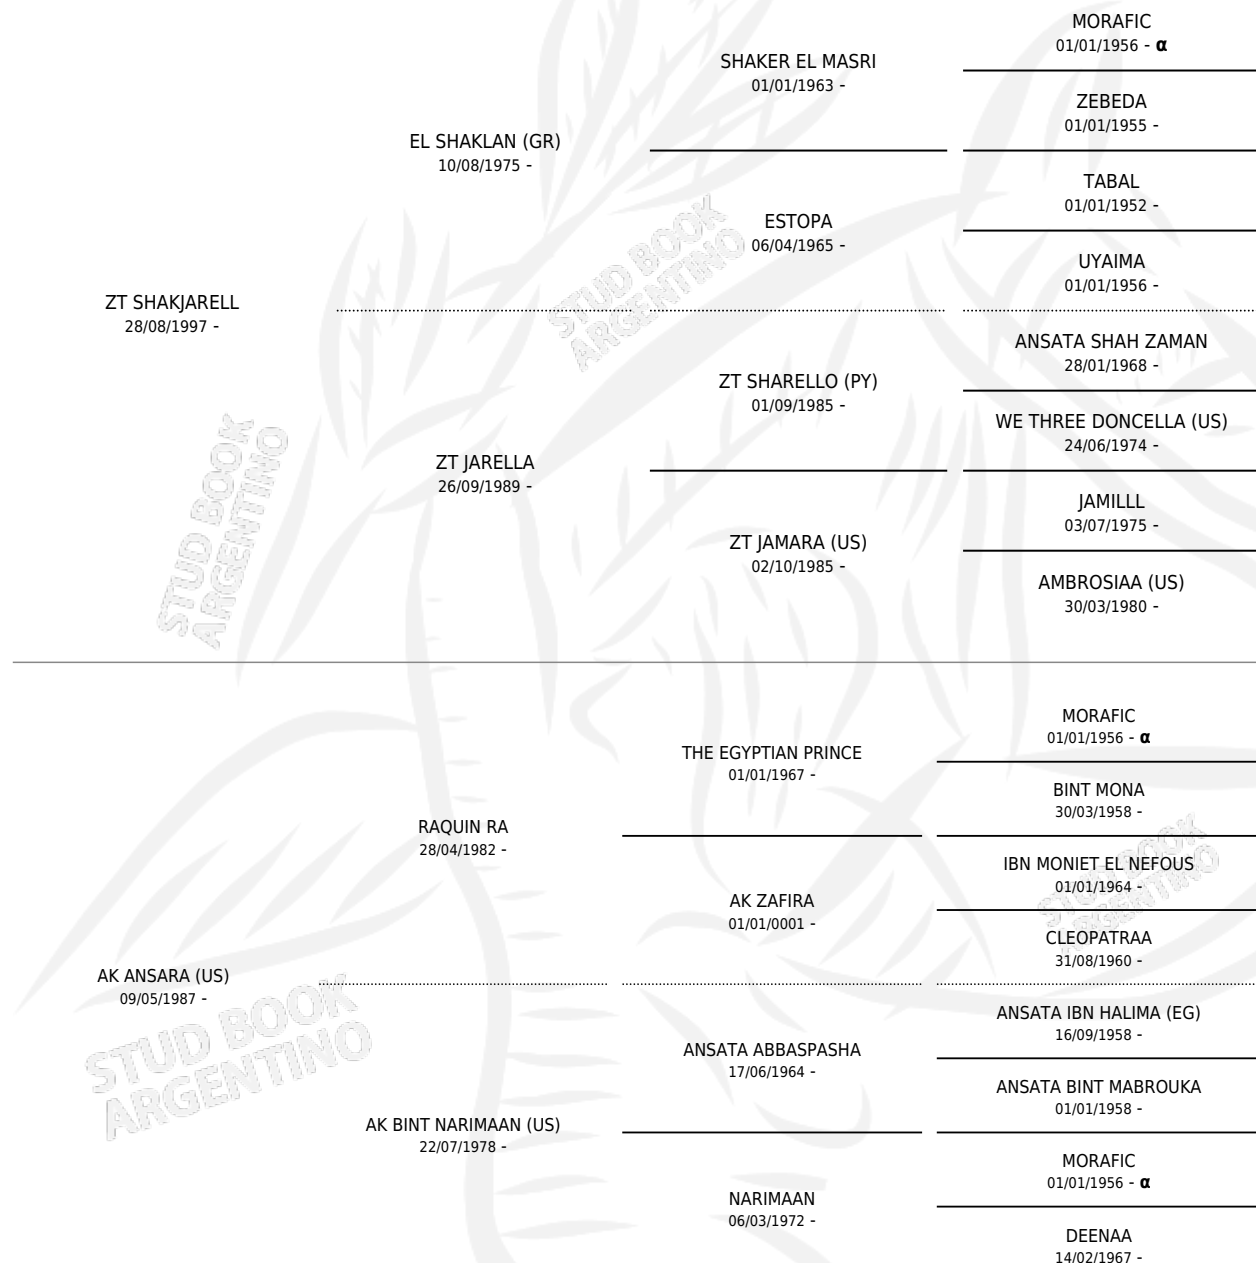 MORAFIC
01/01/1956 - α
SHAKER EL MASRI
01/01/1963 -
ZEBEDA
01/01/1955 -
EL SHAKLAN (GR)
10/08/1975 -
TABAL
01/01/1952 -
ESTOPA
06/04/1965 -
UYAIMA
01/01/1956 -
ZT SHAKJARELL
28/08/1997 -
ANSATA SHAH ZAMAN
28/01/1968 -
ZT SHARELLO (PY)
01/09/1985 -
WE THREE DONCELLA (US)
24/06/1974 -
ZT JARELLA
26/09/1989 -
JAMILLL
03/07/1975 -
ZT JAMARA (US)
02/10/1985 -
AMBROSIAA (US)
30/03/1980 -
STUD BOOK
ARGENTINO
STUD BOOK
ARGENTINO
MORAFIC
01/01/1956 - α
THE EGYPTIAN PRINCE
01/01/1967 -
BINT MONA
30/03/1958 -
RAQUIN RA
28/04/1982 -
IBN MONIET EL NEFOUS
01/01/1964 -
AK ZAFIRA
01/01/0001 -
CLEOPATRAA
31/08/1960 -
AK ANSARA (US)
09/05/1987 -
ANSATA IBN HALIMA (EG)
16/09/1958 -
ANSATA ABBASPASHA
17/06/1964 -
ANSATA BINT MABROUKA
01/01/1958 -
AK BINT NARIMAAN (US)
22/07/1978 -
MORAFIC
01/01/1956 - α
NARIMAAN
06/03/1972 -
DEENAA
14/02/1967 -
STUD BOOK
ARGENTINO
STUD BOOK
ARGENTINO